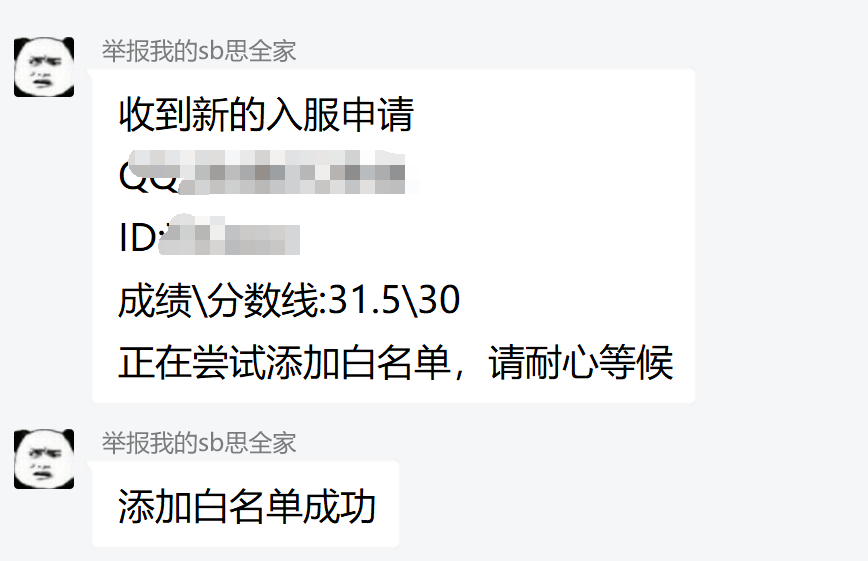 举报我的sb思全家
收到新的入服申请
QQ
ID:
成绩\分数线:31.5\30
正在尝试添加白名单，请耐心等候
举报我的sb思全家
添加白名单成功